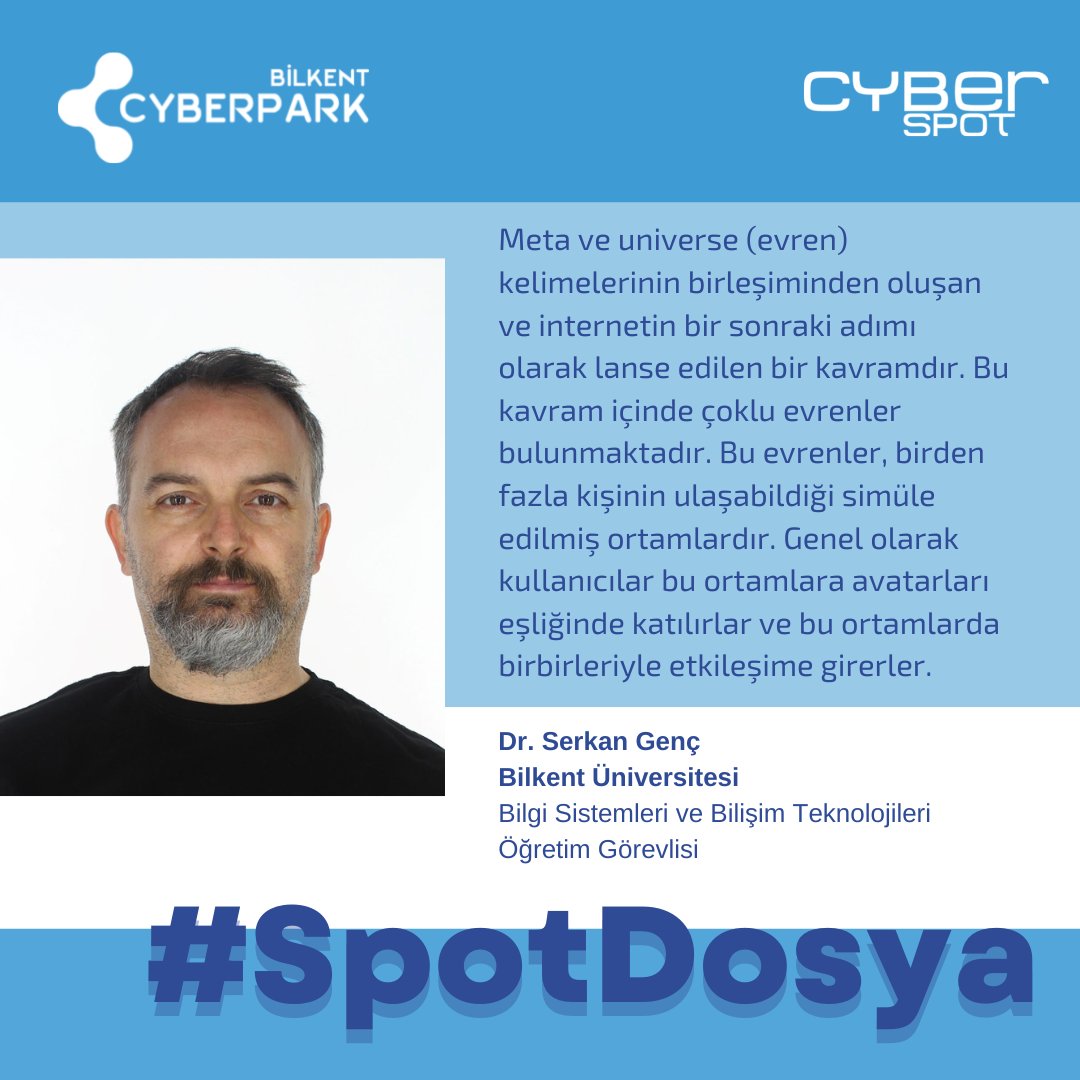 BİLKENT
CYBERPARK
CYBER
SPOT
Meta ve universe (evren)
kelimelerinin birleşiminden oluşan
ve internetin bir sonraki adımı
olarak lanse edilen bir kavramdır. Bu
kavram içinde çoklu evrenler
bulunmaktadır. Bu evrenler, birden
fazla kişinin ulaşabildiği simüle
edilmiş ortamlardır. Genel olarak
kullanıcılar bu ortamlara avatarları
eşliğinde katılırlar ve bu ortamlarda
birbirleriyle etkileşime girerler.
Dr. Serkan Genç
Bilkent Üniversitesi
Bilgi Sistemleri ve Bilişim Teknolojileri
Öğretim Görevlisi
#SpotDosya